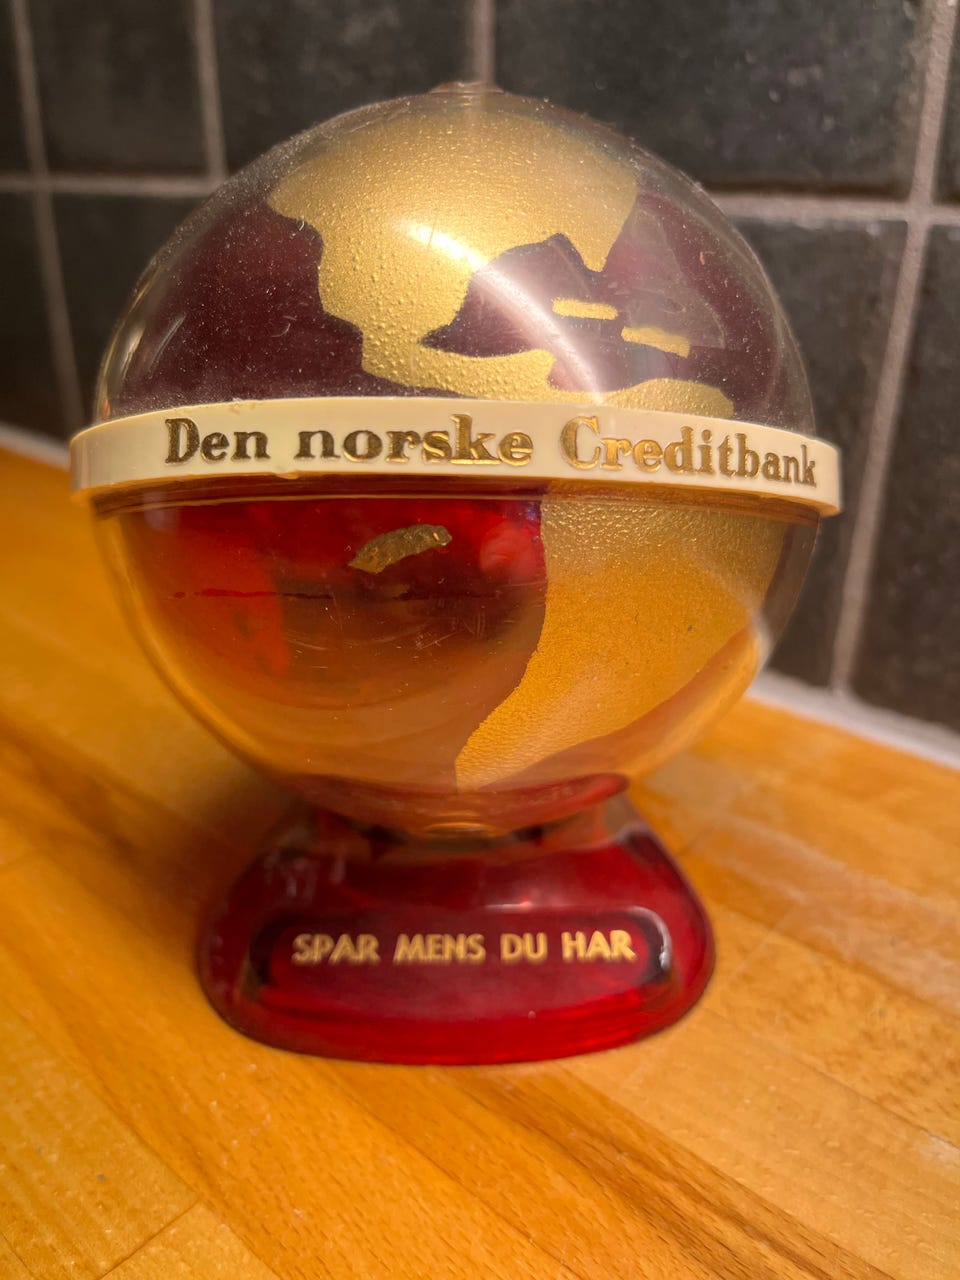 Den norske Creditbank
SPAR MENS DU HAR